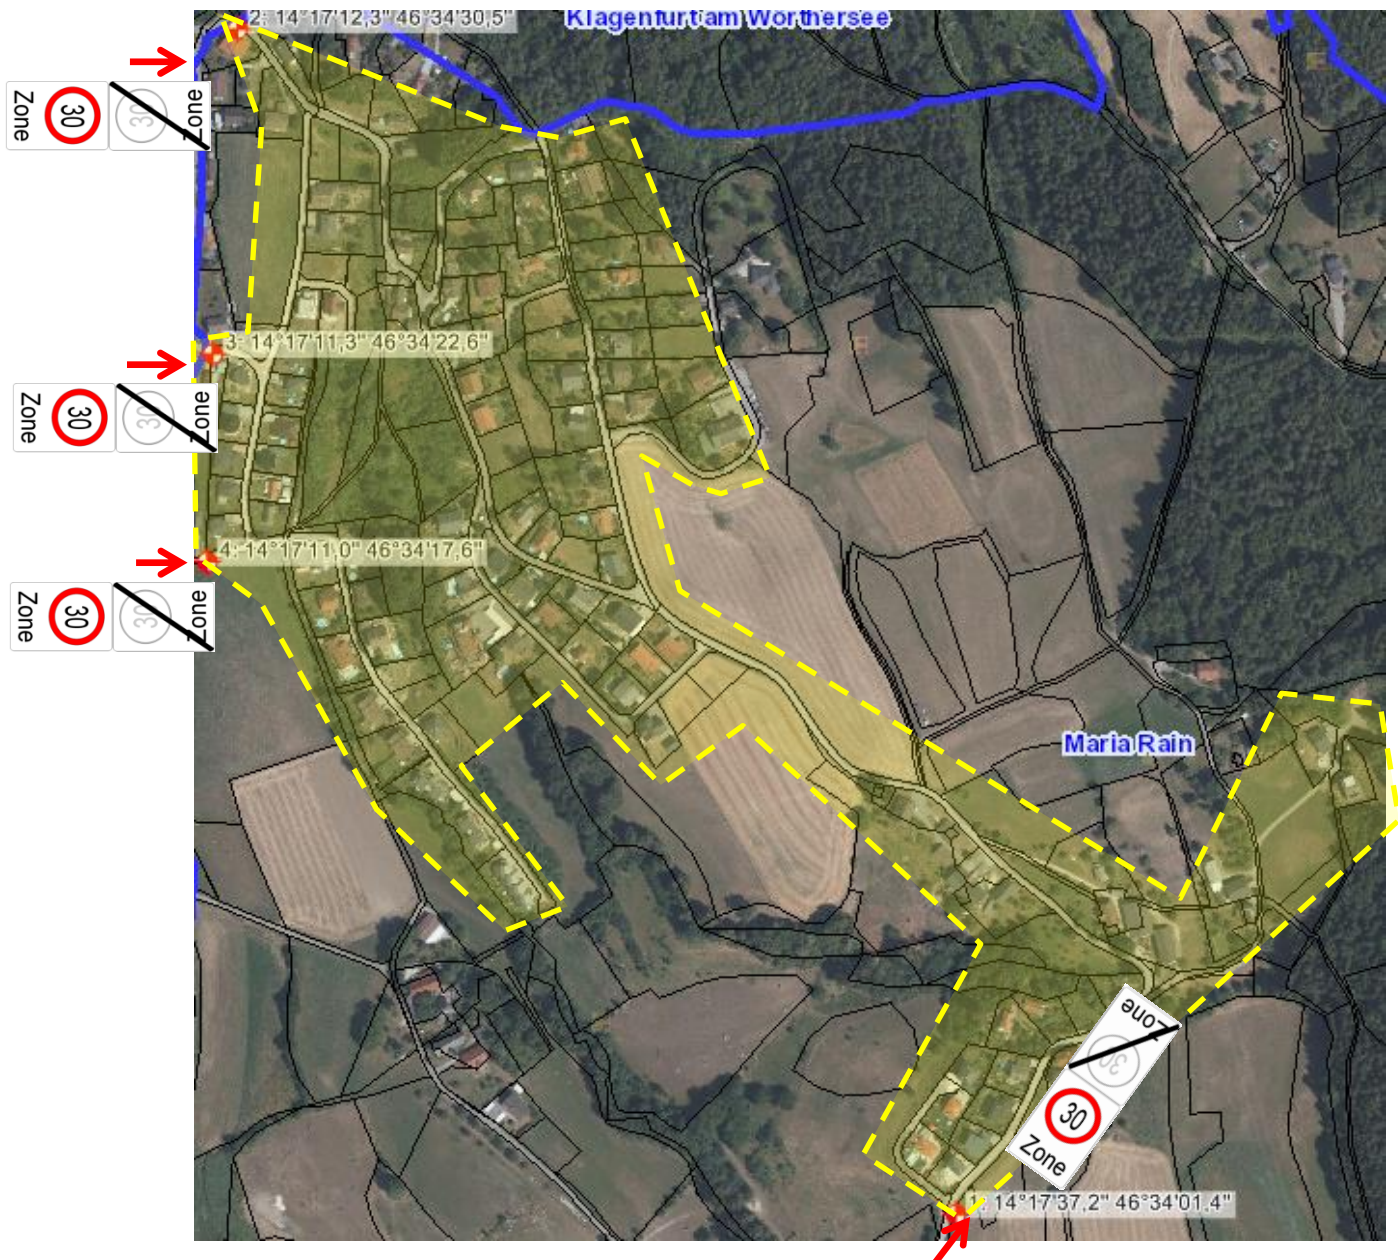 2: 14°17'12,3" 46°34'30,5"
Klagenfurt am Wörthersee
Zone
30
30
Zone
3: 14°17'11,3" 46°34'22,6"
Zone
30
30
Zone
4: 14°17'11,0" 46°34'17,6"
Zone
30
30
Zone
Maria Rain
Zone
30
30
Zone
1: 14°17'37,2" 46°34'01,4"